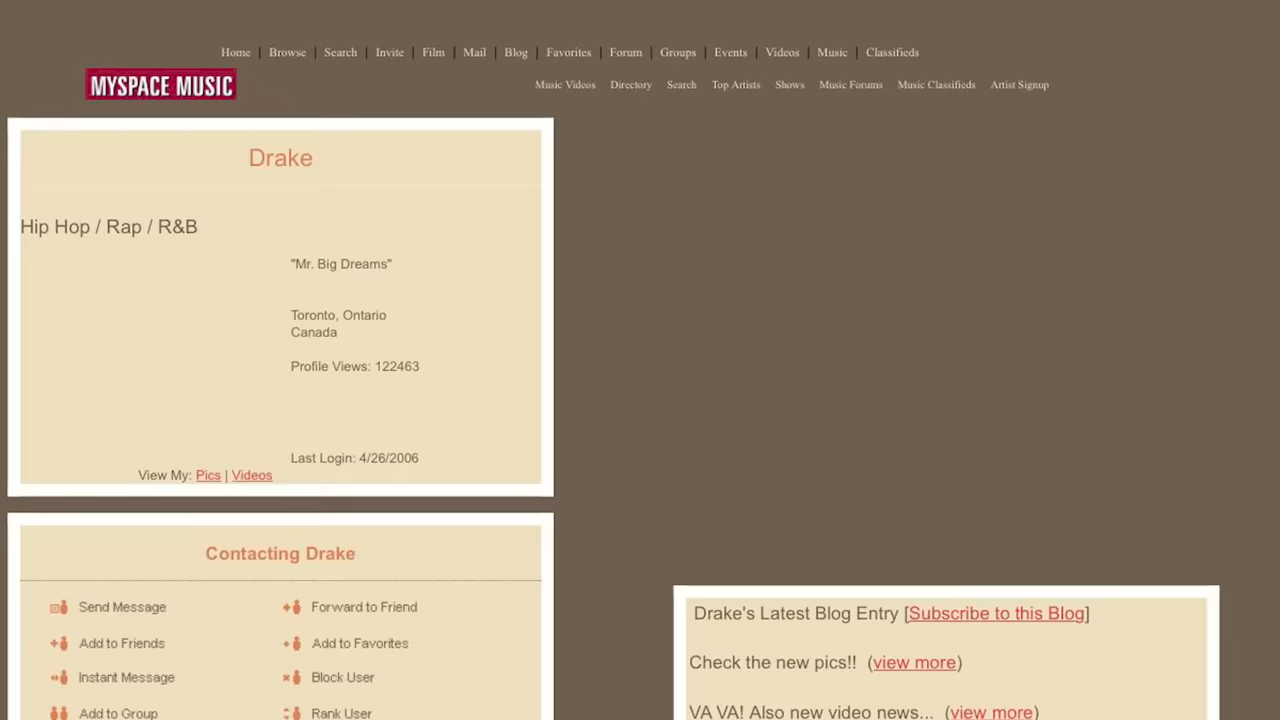 Home | Browse | Search | Invite | Film | Mail | Blog | Favorites | Forum | Groups | Events | Videos | Music | Classifieds
MYSPACE MUSIC
Music Videos Directory Search Top Artists Shows Music Forums Music Classifieds Artist Signup
Drake
Hip Hop / Rap / R&B
"Mr. Big Dreams"
Toronto, Ontario
Canada
Profile Views: 122463
Last Login: 4/26/2006
View My: Pics | Videos
Contacting Drake
Send Message
Forward to Friend
Add to Friends
Add to Favorites
Instant Message
Block User
Add to Group
Rank User
Drake's Latest Blog Entry [Subscribe to this Blog]
Check the new pics!! (view more)
VA VA! Also new video news... (view more)